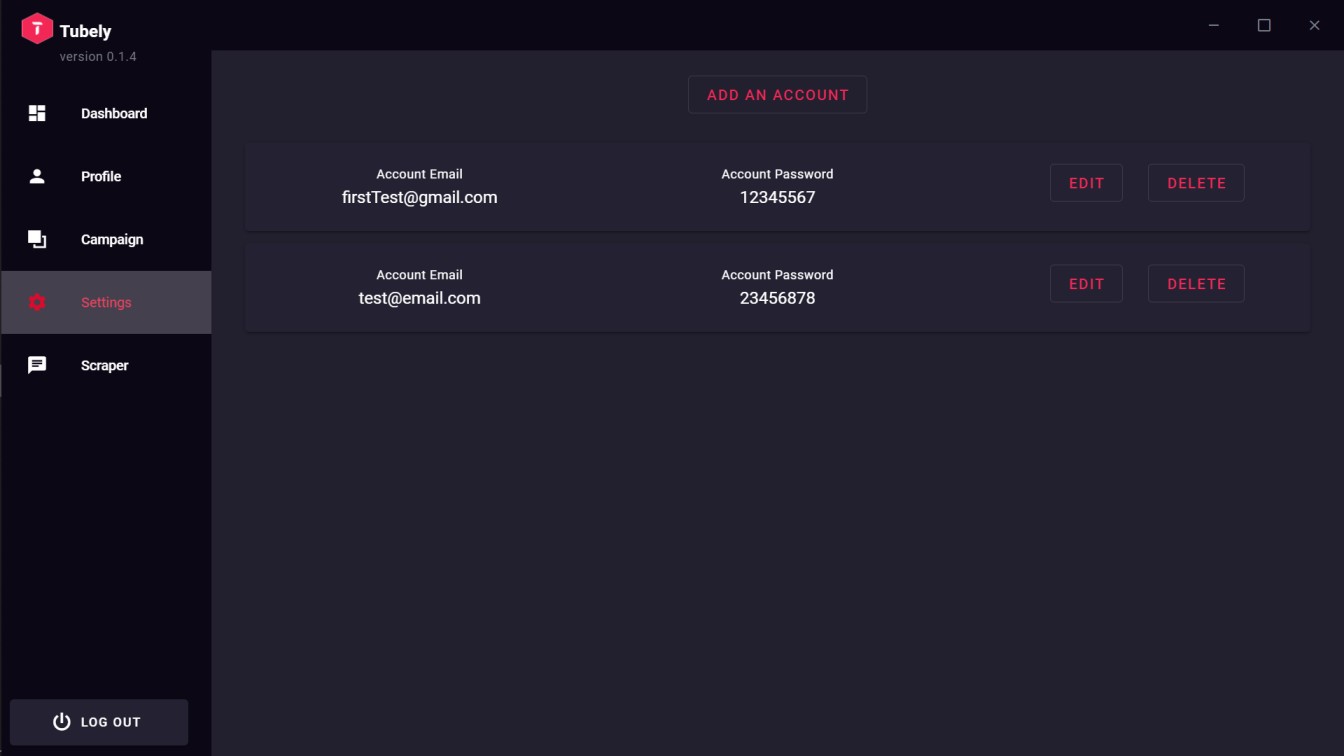 Tubely
version 0.1.4
Dashboard
Profile
Campaign
Settings
Scraper
LOG OUT
ADD AN ACCOUNT
Account Email
firstTest@gmail.com
Account Password
12345567
EDIT
DELETE
Account Email
test@email.com
Account Password
23456878
EDIT
DELETE